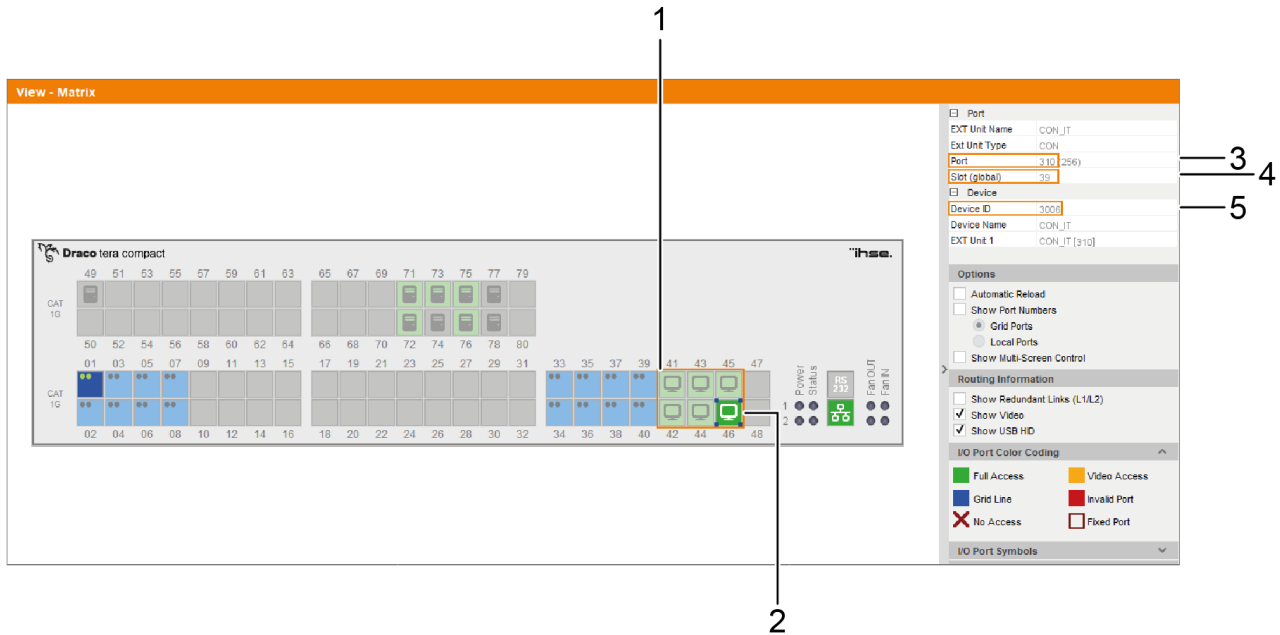 1
View - Matrix
Port
EXT Unit Name CON_IT
Ext Unit Type CON
Port 310 (256)
3
Slot (global) 39
4
Device
Device ID 3006
5
Device Name CON_IT
EXT Unit 1 CON_IT [310]
Draco tera compact
ihse.
49 51 53 55 57 59 61 63 65 67 69 71 73 75 77 79
CAT
1G
50 52 54 56 58 60 62 64 66 68 70 72 74 76 78 80
01 03 05 07 09 11 13 15 17 19 21 23 25 27 29 31 33 35 37 39 41 43 45 47
CAT
1G
Power
Status
RS
232
Fan OUT
Fan IN
1
2
02 04 06 08 10 12 14 16 18 20 22 24 26 28 30 32 34 36 38 40 42 44 46 48
Options
Automatic Reload
Show Port Numbers
Grid Ports
Local Ports
Show Multi-Screen Control
Routing Information
Show Redundant Links (L1/L2)
Show Video
Show USB HID
I/O Port Color Coding
Full Access
Video Access
Grid Line
Invalid Port
No Access
Fixed Port
I/O Port Symbols
2